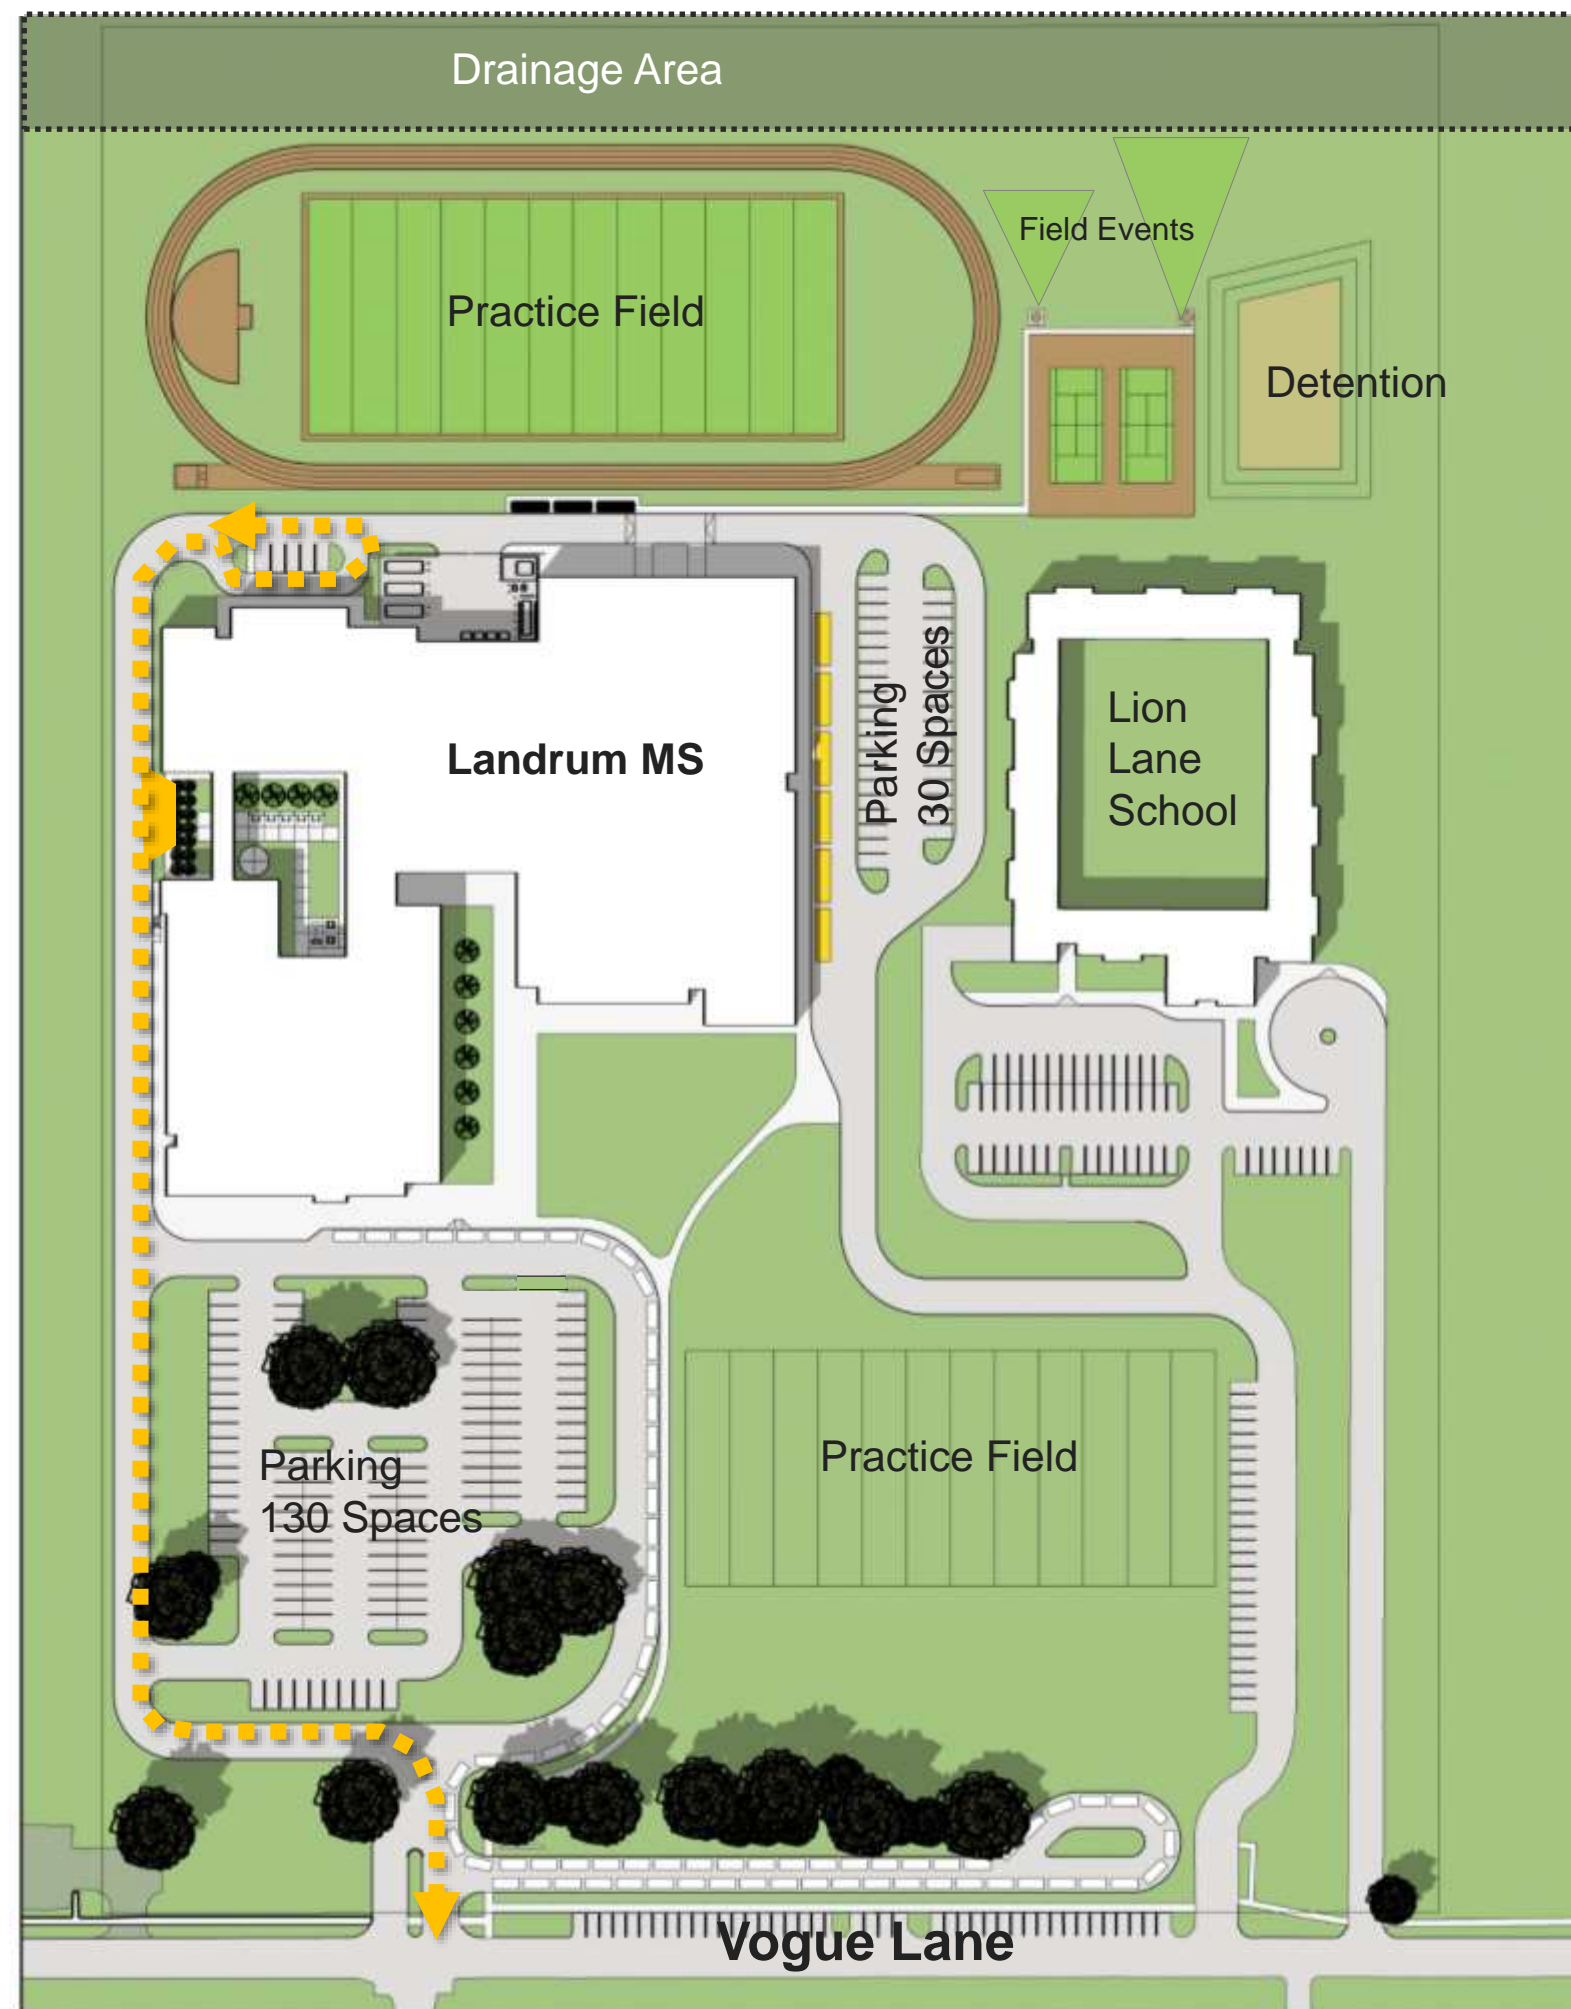 Drainage Area
Field Events
Practice Field
Detention
Parking
30 Spaces
Lion
Lane
School
Landrum MS
Parking
130 Spaces
Practice Field
Vogue Lane